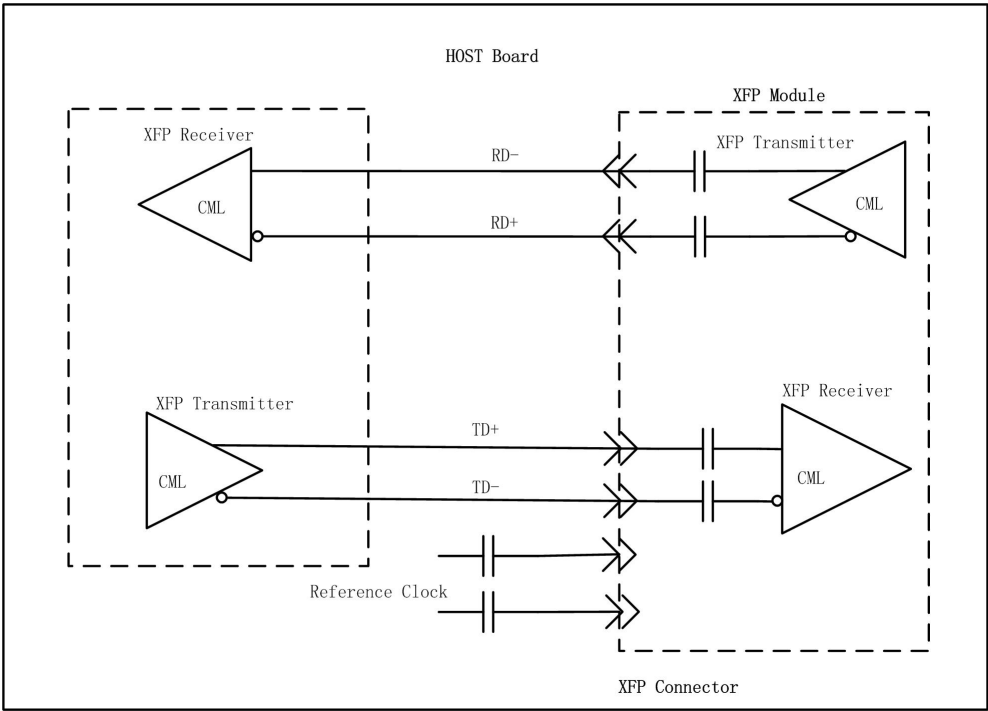 HOST Board
XFP Module
XFP Receiver
XFP Transmitter
RD-
CML
CML
RD+
XFP Receiver
XFP Transmitter
TD+
CML
CML
TD-
Reference Clock
XFP Connector